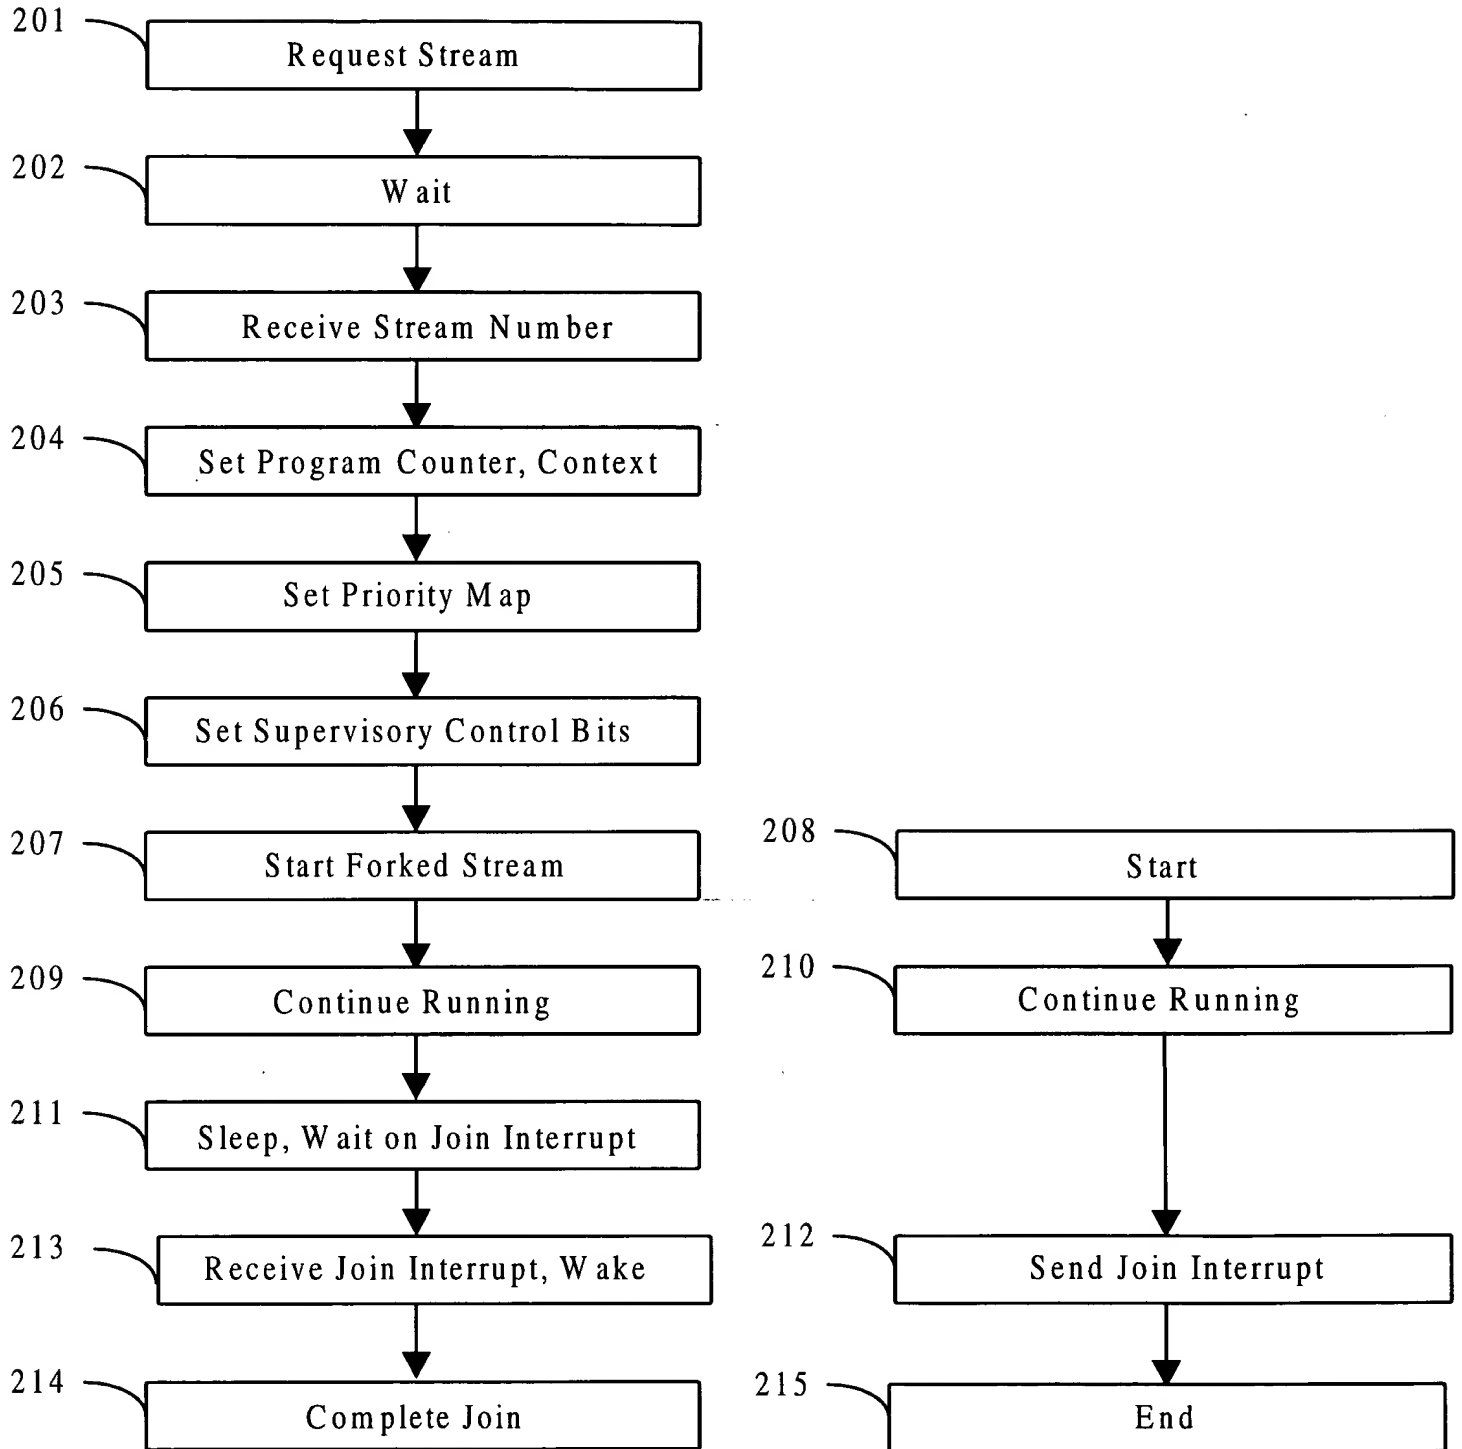 201
Request Stream
202
Wait
203
Receive Stream Number
204
Set Program Counter, Context
205
Set Priority Map
206
Set Supervisory Control Bits
207
Start Forked Stream
208
Start
209
Continue Running
210
Continue Running
211
Sleep, Wait on Join Interrupt
213
Receive Join Interrupt, Wake
212
Send Join Interrupt
214
Complete Join
215
End